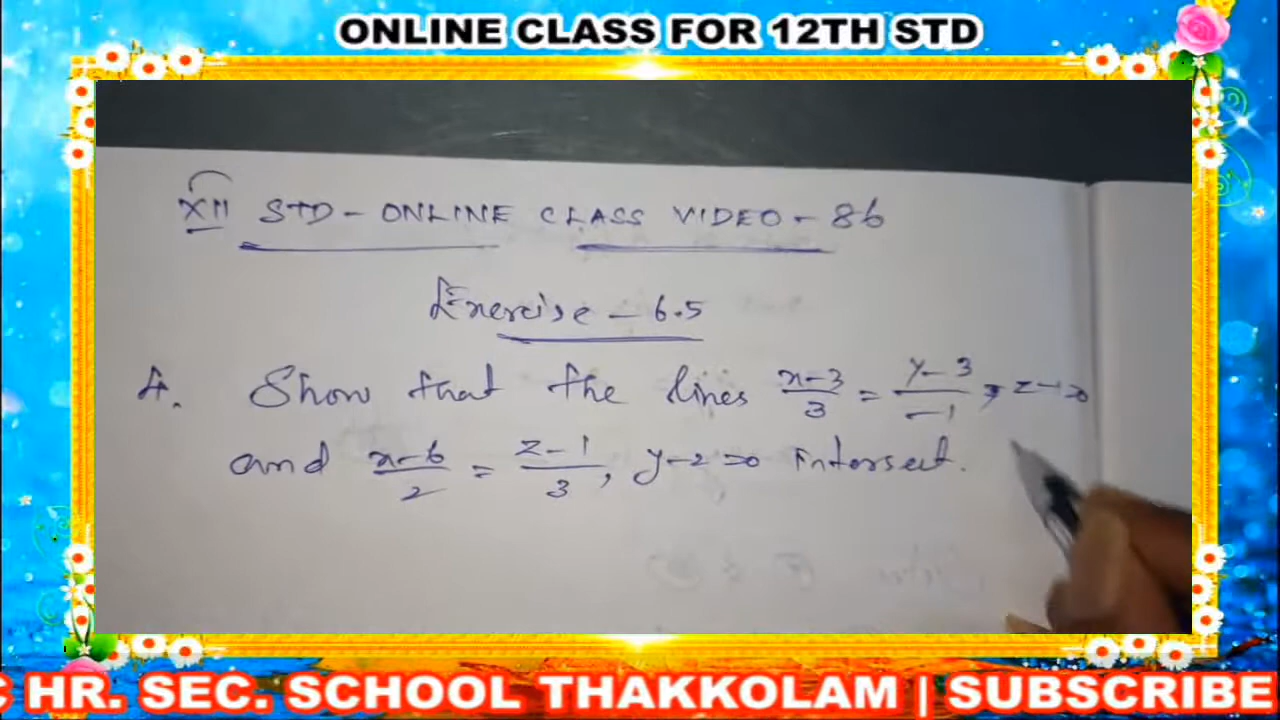 ONLINE CLASS FOR 12TH STD
XII STD - ONLINE CLASS VIDEO - 86
Exercise - 6.5
4. Show that the lines x-3/3 = y-3/-1, z-1=0
and x-6/2 = z-1/3, y-2=0 intersect.
C HR. SEC. SCHOOL THAKKOLAM | SUBSCRIBE